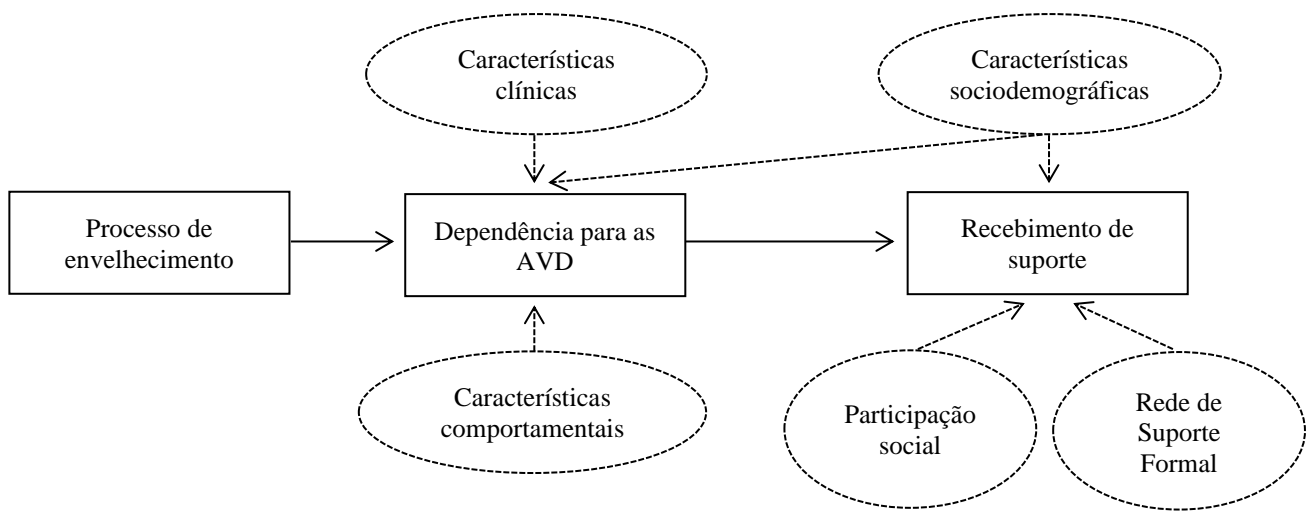 Características
clínicas
Características
sociodemográficas
Processo de
envelhecimento
Dependência para as
AVD
Recebimento de
suporte
Características
comportamentais
Participação
social
Rede de
Suporte
Formal